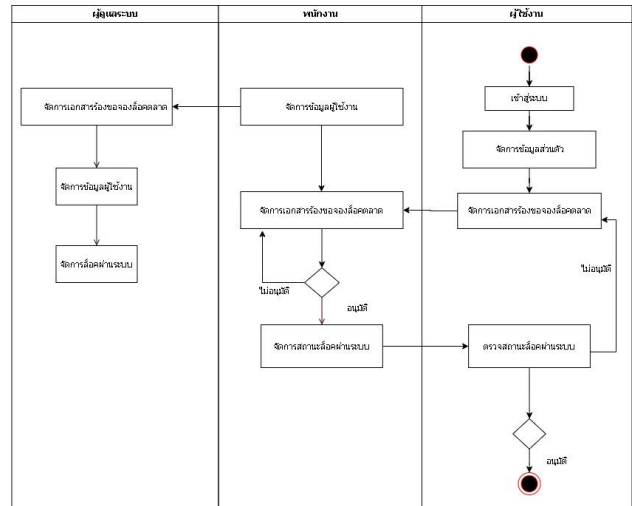 ผู้ดูแลระบบ
พนักงาน
ผู้ใช้งาน
เข้าสู่ระบบ
จัดการเอกสารร้องขอจองล็อคตลาด
จัดการข้อมูลผู้ใช้งาน
จัดการข้อมูลส่วนตัว
จัดการข้อมูลผู้ใช้งาน
จัดการเอกสารร้องขอจองล็อคตลาด
จัดการเอกสารร้องขอจองล็อคตลาด
จัดการล็อคผ่านระบบ
ไม่อนุมัติ
ไม่อนุมัติ
อนุมัติ
จัดการสถานะล็อคผ่านระบบ
ตรวจสถานะล็อคผ่านระบบ
อนุมัติ